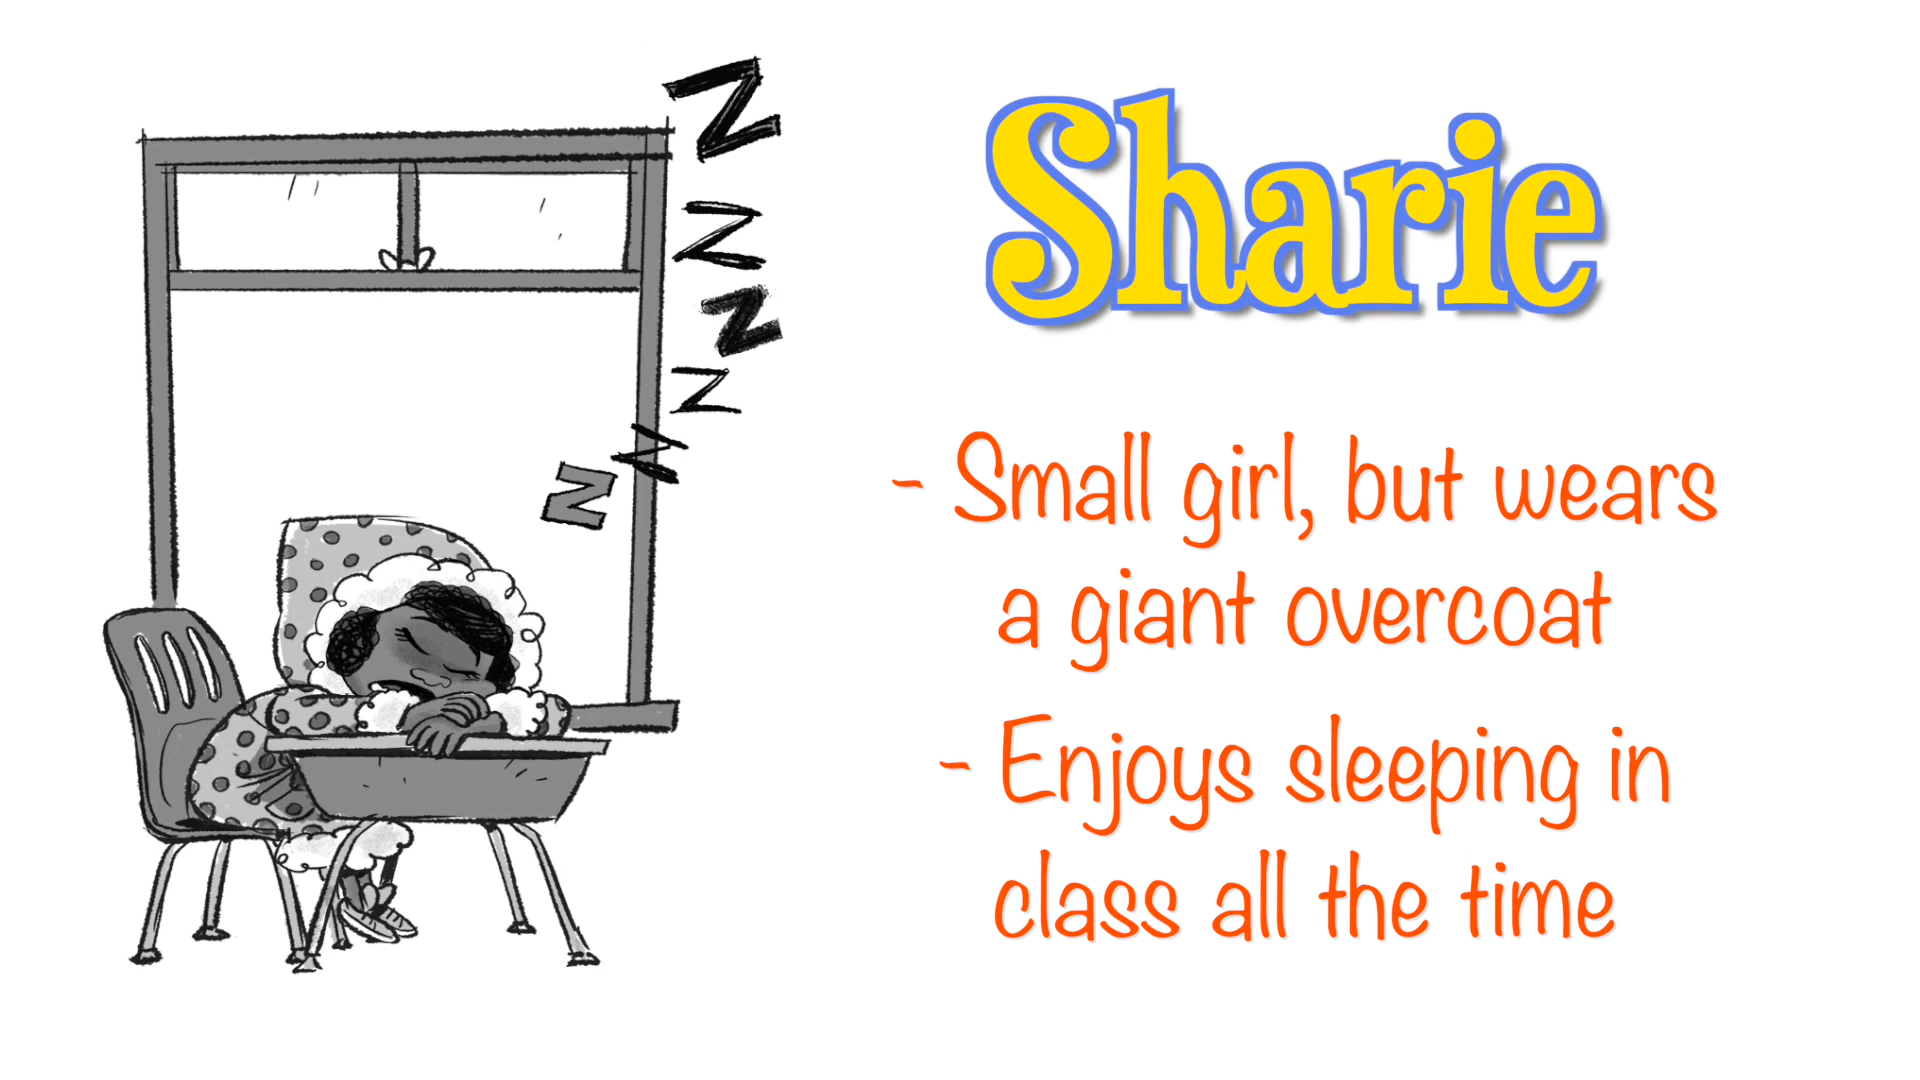 Z
Z
Z
Z
Z
Z
Sharie
- Small girl, but wears
a giant overcoat
- Enjoys sleeping in
class all the time